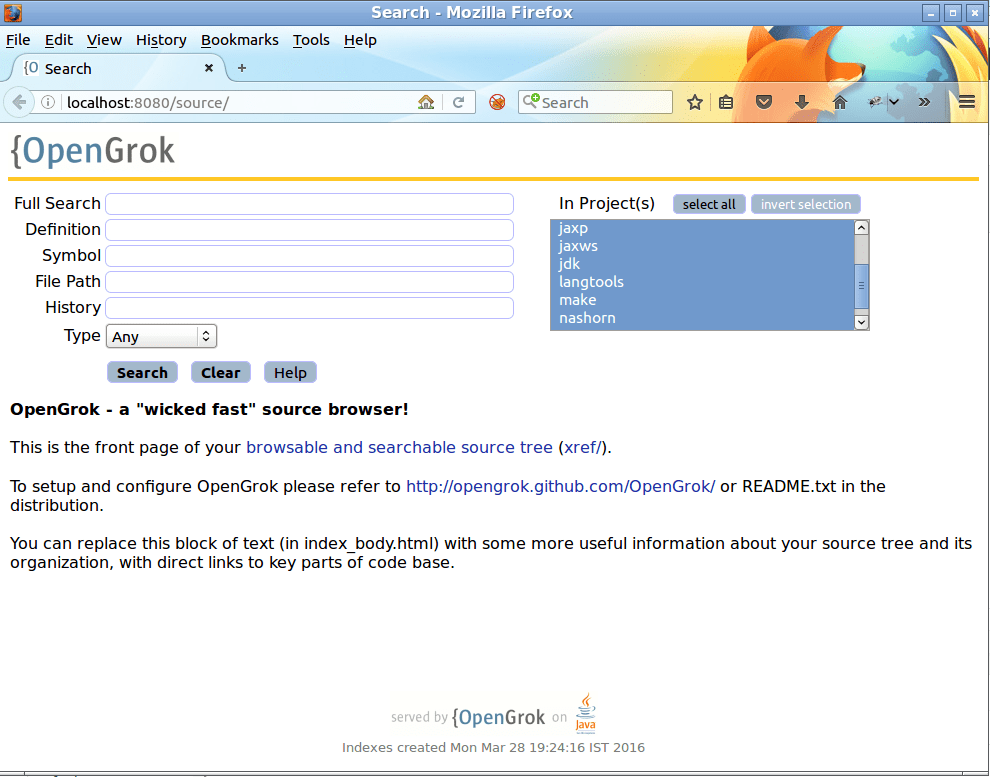 Search - Mozilla Firefox
File Edit View History Bookmarks Tools Help
{O Search × +
localhost:8080/source/ Search
{OpenGrok
Full Search In Project(s) select all invert selection
Definition jaxp
Symbol jaxws
File Path jdk
History langtools
Type Any make
nashorn
Search Clear Help
OpenGrok - a "wicked fast" source browser!
This is the front page of your browsable and searchable source tree (xref/).
To setup and configure OpenGrok please refer to http://opengrok.github.com/OpenGrok/ or README.txt in the
distribution.
You can replace this block of text (in index_body.html) with some more useful information about your source tree and its
organization, with direct links to key parts of code base.
served by {OpenGrok on Java
Indexes created Mon Mar 28 19:24:16 IST 2016